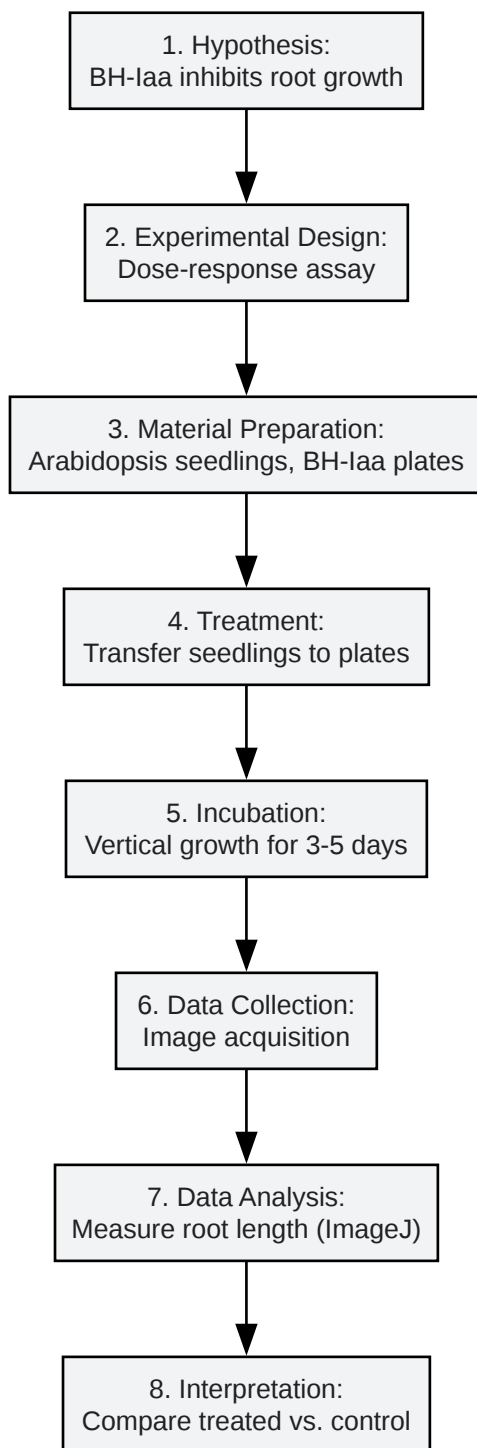 1. Hypothesis:
BH-Iaa inhibits root growth
2. Experimental Design:
Dose-response assay
3. Material Preparation:
Arabidopsis seedlings, BH-Iaa plates
4. Treatment:
Transfer seedlings to plates
5. Incubation:
Vertical growth for 3-5 days
6. Data Collection:
Image acquisition
7. Data Analysis:
Measure root length (ImageJ)
8. Interpretation:
Compare treated vs. control